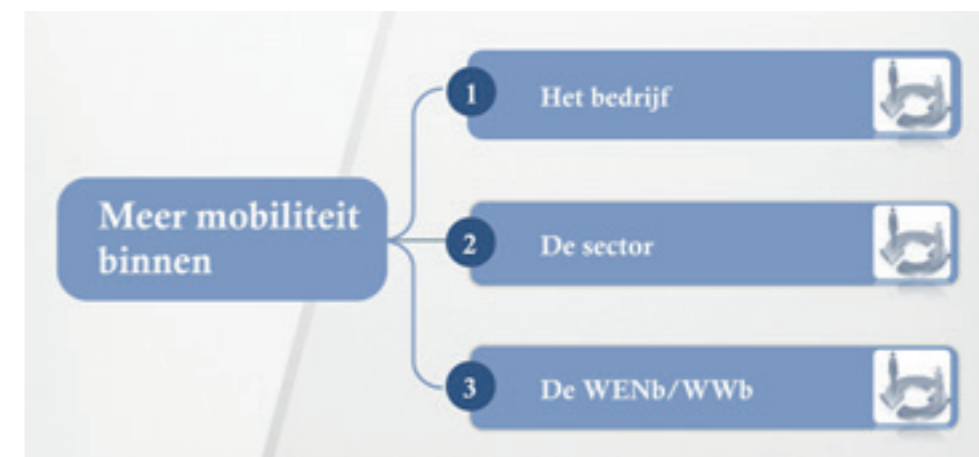 Meer mobiliteit
binnen
1 Het bedrijf
2 De sector
3 De WENb/WWb